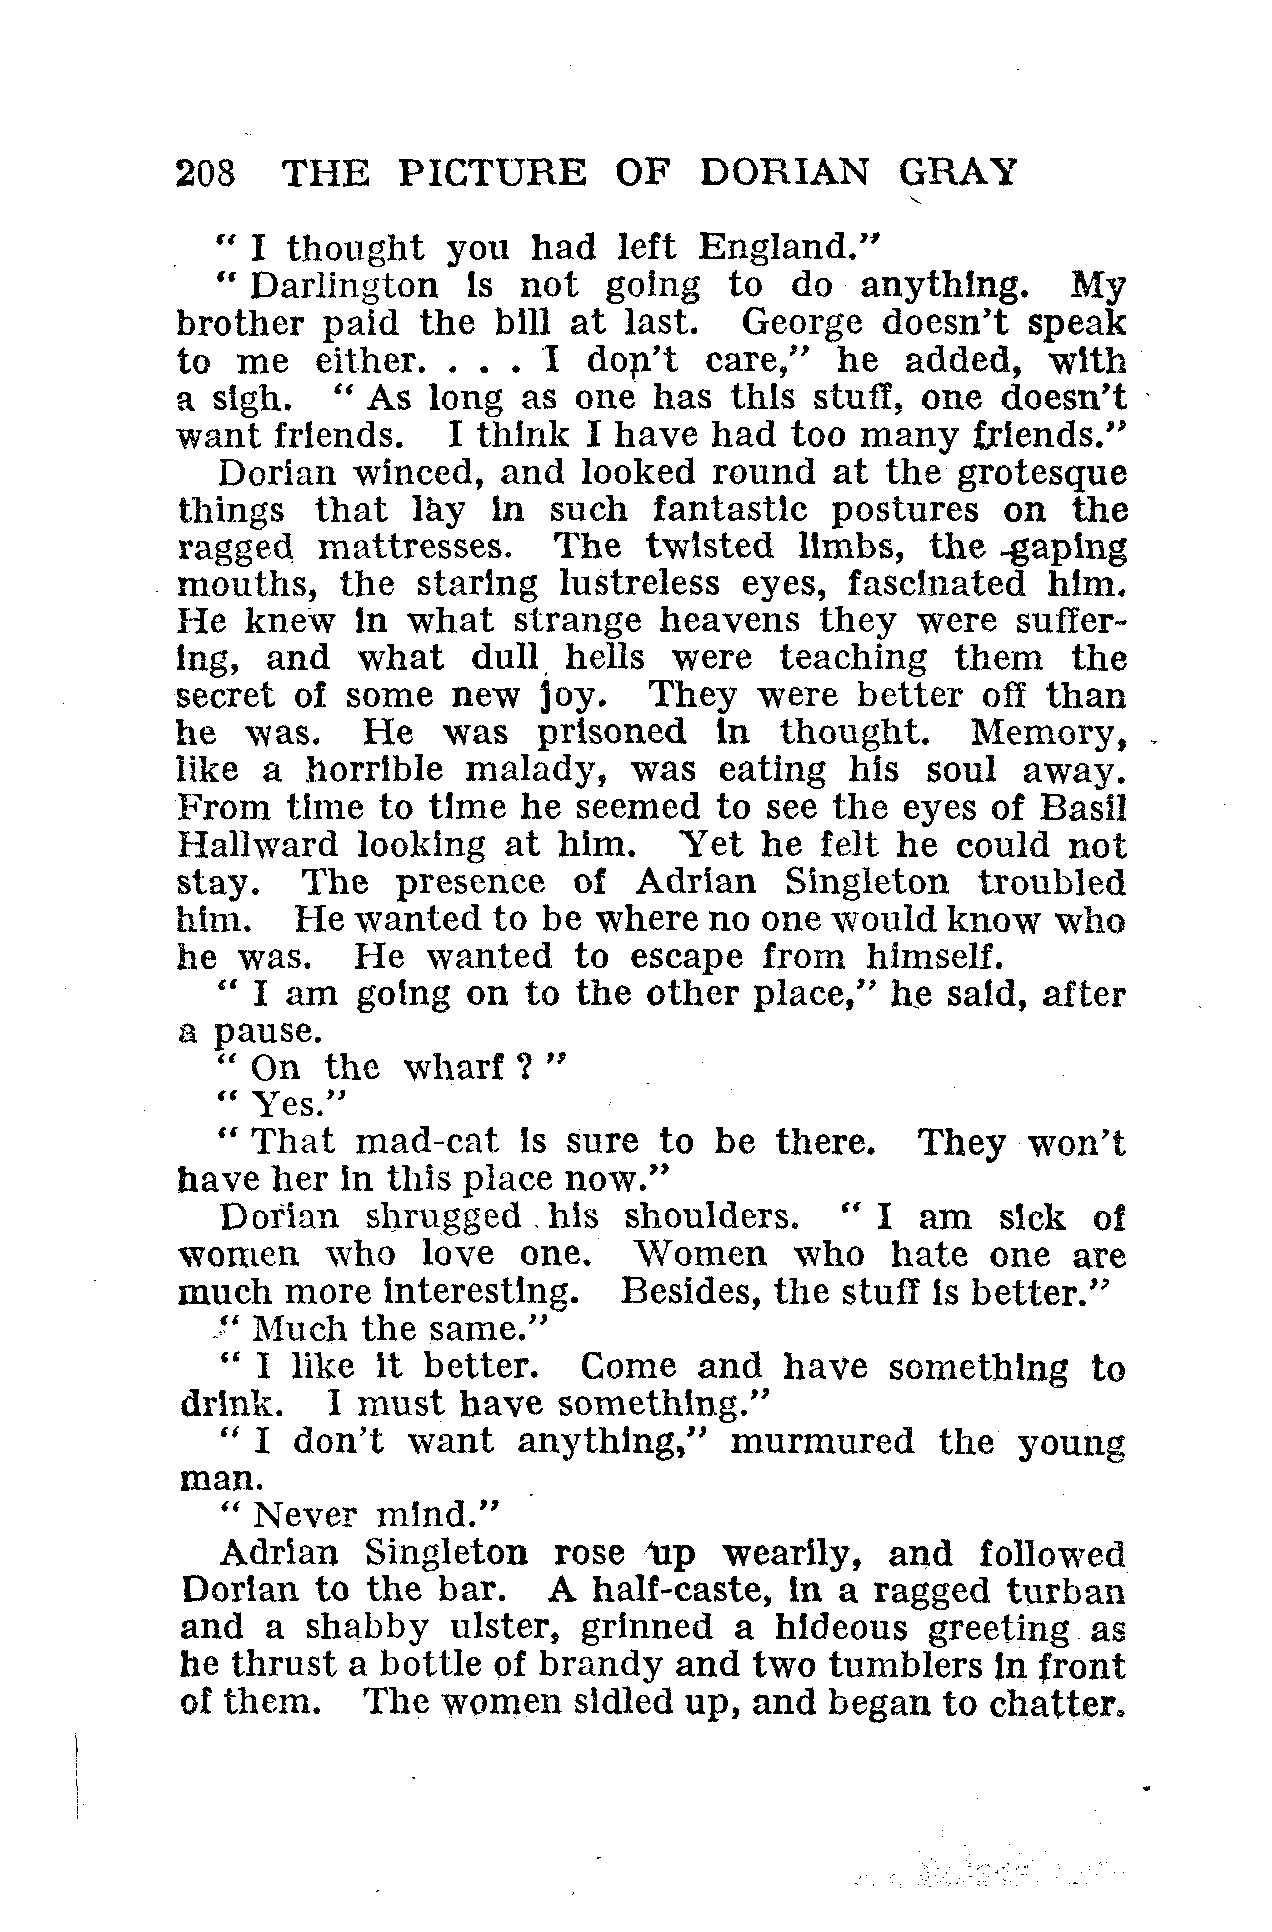 208 THE PICTURE OF DORIAN GRAY
" I thought you had left England."
" Darlington is not going to do anything. My
brother paid the bill at last. George doesn't speak
to me either. . . . I don't care," he added, with
a sigh. " As long as one has this stuff, one doesn't
want friends. I think I have had too many friends."
Dorian winced, and looked round at the grotesque
things that lay in such fantastic postures on the
ragged mattresses. The twisted limbs, the gaping
mouths, the staring lustreless eyes, fascinated him.
He knew in what strange heavens they were suffer-
ing, and what dull hells were teaching them the
secret of some new joy. They were better off than
he was. He was prisoned in thought. Memory,
like a horrible malady, was eating his soul away.
From time to time he seemed to see the eyes of Basil
Hallward looking at him. Yet he felt he could not
stay. The presence of Adrian Singleton troubled
him. He wanted to be where no one would know who
he was. He wanted to escape from himself.
" I am going on to the other place," he said, after
a pause.
" On the wharf ? "
" Yes."
" That mad-cat is sure to be there. They won't
have her in this place now."
Dorian shrugged his shoulders. " I am sick of
women who love one. Women who hate one are
much more interesting. Besides, the stuff is better."
" Much the same."
" I like it better. Come and have something to
drink. I must have something."
" I don't want anything," murmured the young
man.
" Never mind."
Adrian Singleton rose up wearily, and followed
Dorian to the bar. A half-caste, in a ragged turban
and a shabby ulster, grinned a hideous greeting as
he thrust a bottle of brandy and two tumblers in front
of them. The women sidled up, and began to chatter.